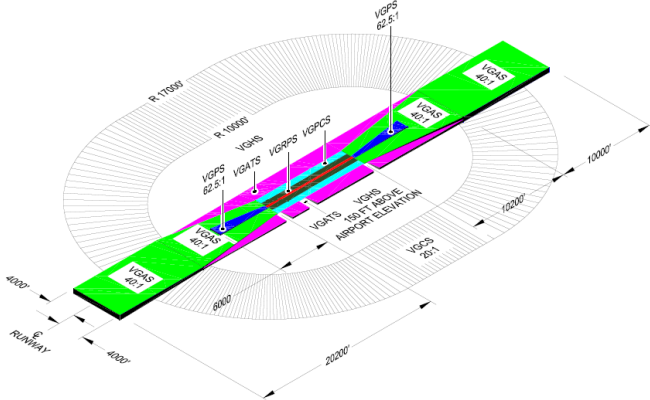 VGPS
62.5:1
VGAS
40:1
R 17000'
VGAS
40:1
R 10000'
VGHS
VGPCS
VGRPS
VGATS
VGPS
62.5:1
10000'
10200'
VGATS
VGHS
150 FT ABOVE
AIRPORT ELEVATION
VGCS
20:1
VGAS
40:1
VGAS
40:1
4000'
6000
℄
RUNWAY
4000'
20200'